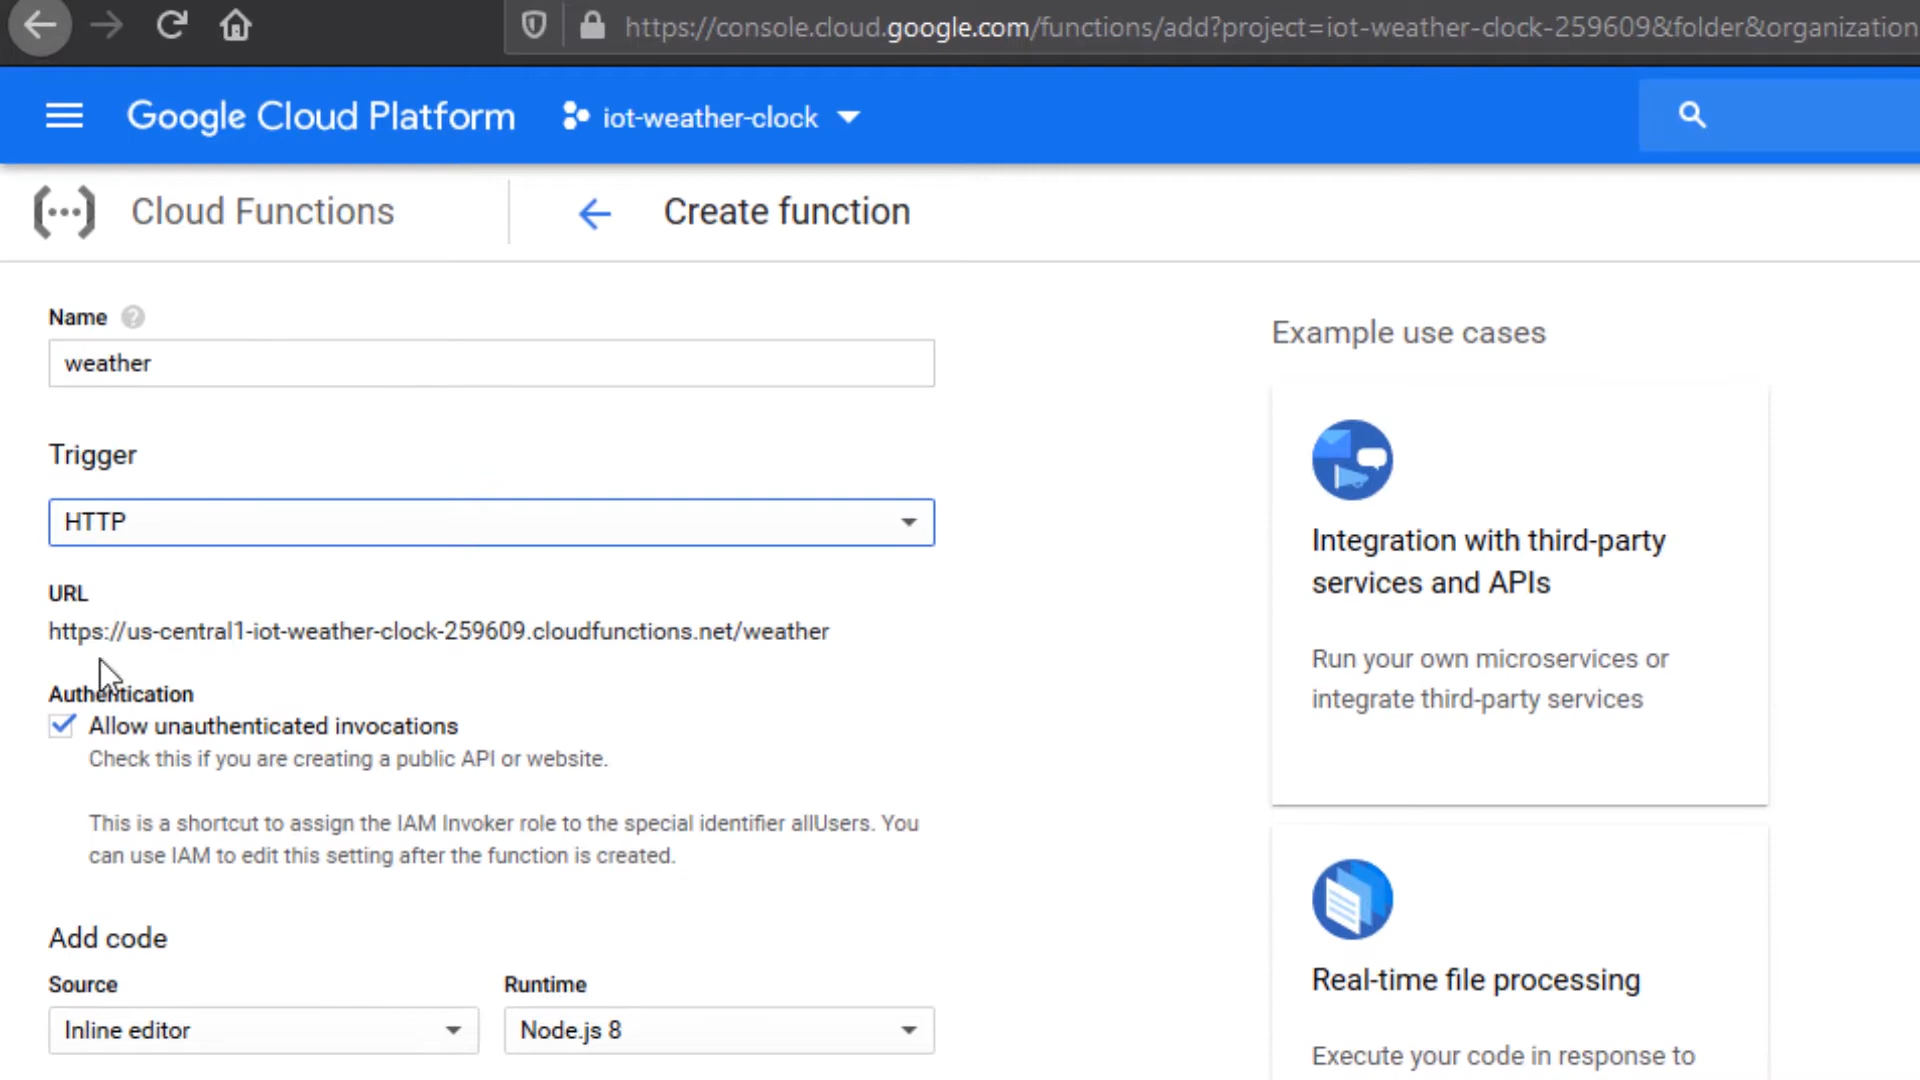 https://console.cloud.google.com/functions/add?project=iot-weather-clock-259609&folder&organization
Google Cloud Platform
iot-weather-clock
Cloud Functions
Create function
Name
weather
Trigger
HTTP
URL
https://us-central1-iot-weather-clock-259609.cloudfunctions.net/weather
Authentication
Allow unauthenticated invocations
Check this if you are creating a public API or website.
This is a shortcut to assign the IAM Invoker role to the special identifier allUsers. You
can use IAM to edit this setting after the function is created.
Add code
Source
Runtime
Inline editor
Node.js 8
Example use cases
Integration with third-party
services and APIs
Run your own microservices or
integrate third-party services
Real-time file processing
Execute your code in response to